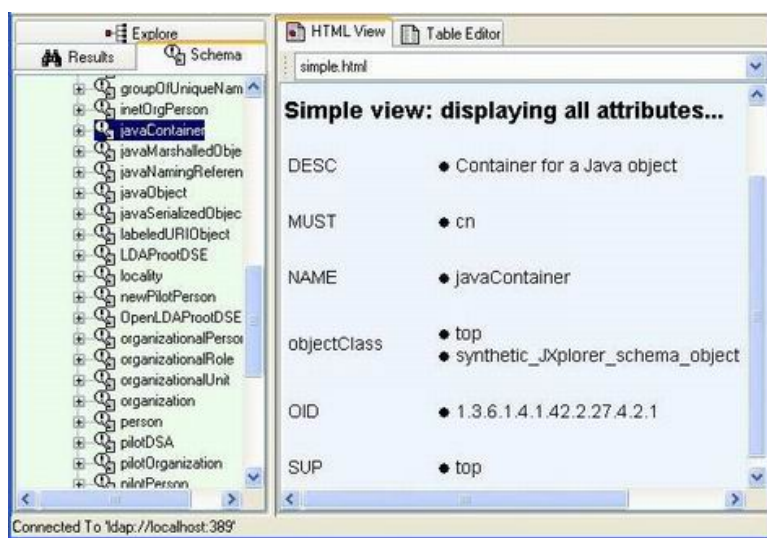 Explore
Results
Schema
groupOfUniqueNam
inetOrgPerson
javaContainer
javaMarshalledObje
javaNamingReferen
javaObject
javaSerializedObjec
labeledURIObject
LDAProotDSE
locality
newPilotPerson
OpenLDAProotDSE
organizationalPersor
organizationalRole
organizationalUnit
organization
person
pilotDSA
pilotOrganization
pilotPerson
HTML View
Table Editor
simple.html
Simple view: displaying all attributes...
DESC
● Container for a Java object
MUST
● cn
NAME
● javaContainer
objectClass
● top
● synthetic_JXplorer_schema_object
OID
● 1.3.6.1.4.1.42.2.27.4.2.1
SUP
● top
Connected To 'ldap://localhost:389'